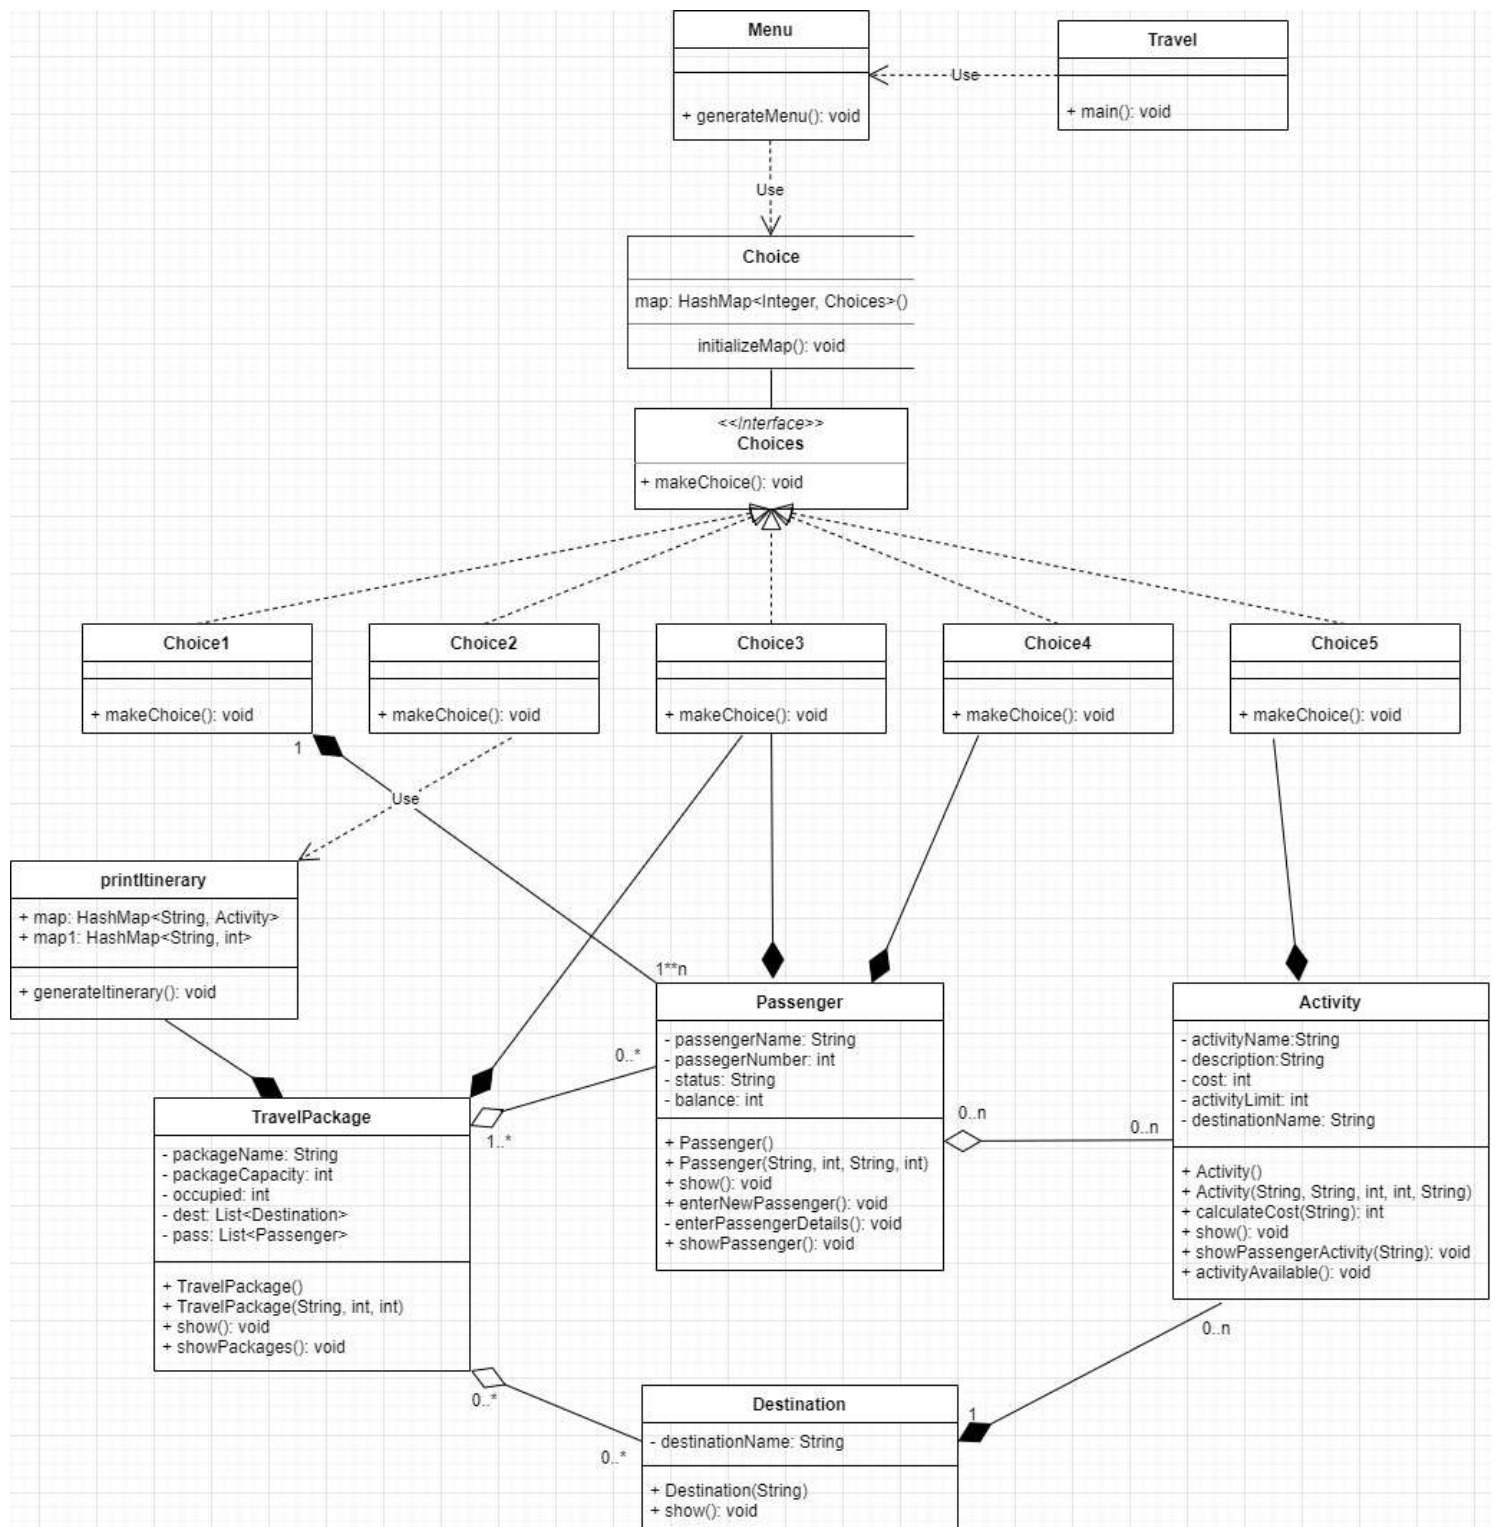 Menu
+ generateMenu(): void
Travel
+ main(): void
Use
Use
Choice
map: HashMap<Integer, Choices>()
initializeMap(): void
<<Interface>>
Choices
+ makeChoice(): void
Choice1
+ makeChoice(): void
Choice2
+ makeChoice(): void
Choice3
+ makeChoice(): void
Choice4
+ makeChoice(): void
Choice5
+ makeChoice(): void
1
Use
printItinerary
+ map: HashMap<String, Activity>
+ map1: HashMap<String, int>
+ generateItinerary(): void
1**n
Passenger
- passengerName: String
- passegerNumber: int
- status: String
- balance: int
+ Passenger()
+ Passenger(String, int, String, int)
+ show(): void
+ enterNewPassenger(): void
- enterPassengerDetails(): void
+ showPassenger(): void
Activity
- activityName:String
- description:String
- cost: int
- activityLimit: int
- destinationName: String
+ Activity()
+ Activity(String, String, int, int, String)
+ calculateCost(String): int
+ show(): void
+ showPassengerActivity(String): void
+ activityAvailable(): void
0..*
1..*
0..n
0..n
TravelPackage
- packageName: String
- packageCapacity: int
- occupied: int
- dest: List<Destination>
- pass: List<Passenger>
+ TravelPackage()
+ TravelPackage(String, int, int)
+ show(): void
+ showPackages(): void
0..n
0..*
0..*
1
Destination
- destinationName: String
+ Destination(String)
+ show(): void